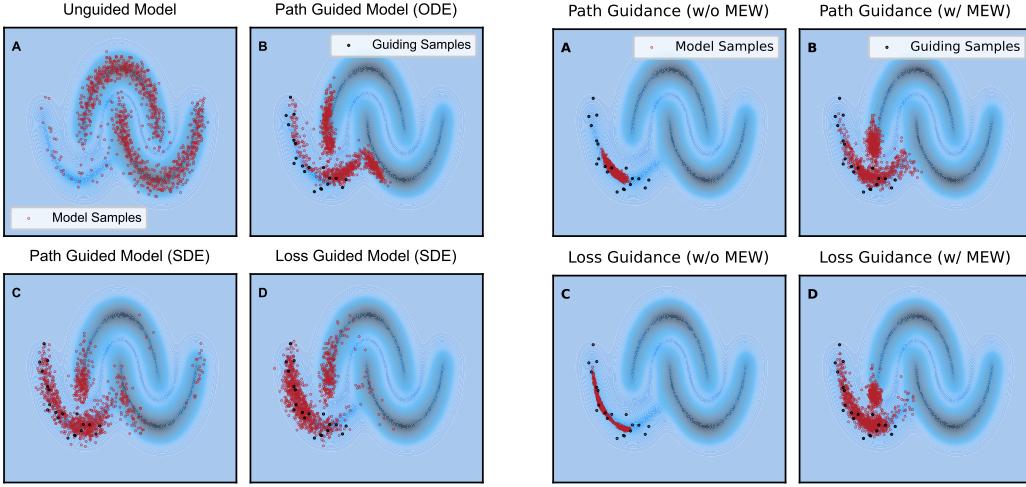 Unguided Model
Path Guided Model (ODE)
A
B
Guiding Samples
Model Samples
Path Guided Model (SDE)
Loss Guided Model (SDE)
C
D
Path Guidance (w/o MEW)
Path Guidance (w/ MEW)
A
Model Samples
B
Guiding Samples
Loss Guidance (w/o MEW)
Loss Guidance (w/ MEW)
C
D